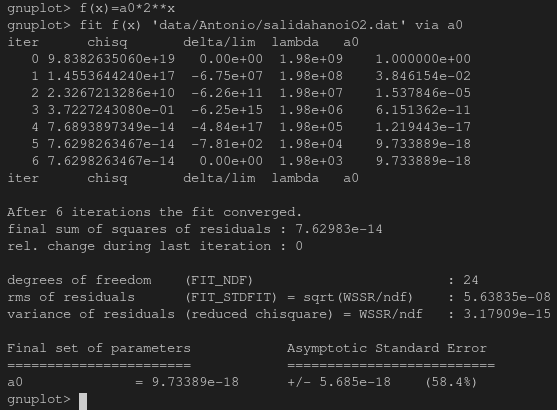 gnuplot> f(x)=a0*2**x
gnuplot> fit f(x) 'data/Antonio/salidahanoiO2.dat' via a0
iter      chisq       delta/lim  lambda   a0
0 9.8382635060e+19   0.00e+00  1.98e+09    1.000000e+00
1 1.4553644240e+17  -6.75e+07  1.98e+08    3.846154e-02
2 2.3267213286e+10  -6.26e+11  1.98e+07    1.537846e-05
3 3.7227243080e-01  -6.25e+15  1.98e+06    6.151362e-11
4 7.6893897349e-14  -4.84e+17  1.98e+05    1.219443e-17
5 7.6298263467e-14  -7.81e+02  1.98e+04    9.733889e-18
6 7.6298263467e-14   0.00e+00  1.98e+03    9.733889e-18
iter      chisq       delta/lim  lambda   a0
After 6 iterations the fit converged.
final sum of squares of residuals : 7.62983e-14
rel. change during last iteration : 0
degrees of freedom    (FIT_NDF)                        : 24
rms of residuals      (FIT_STDFIT) = sqrt(WSSR/ndf)    : 5.63835e-08
variance of residuals (reduced chisquare) = WSSR/ndf   : 3.17909e-15
Final set of parameters            Asymptotic Standard Error
=======================            ==========================
a0              = 9.73389e-18      +/- 5.685e-18    (58.4%)
gnuplot>